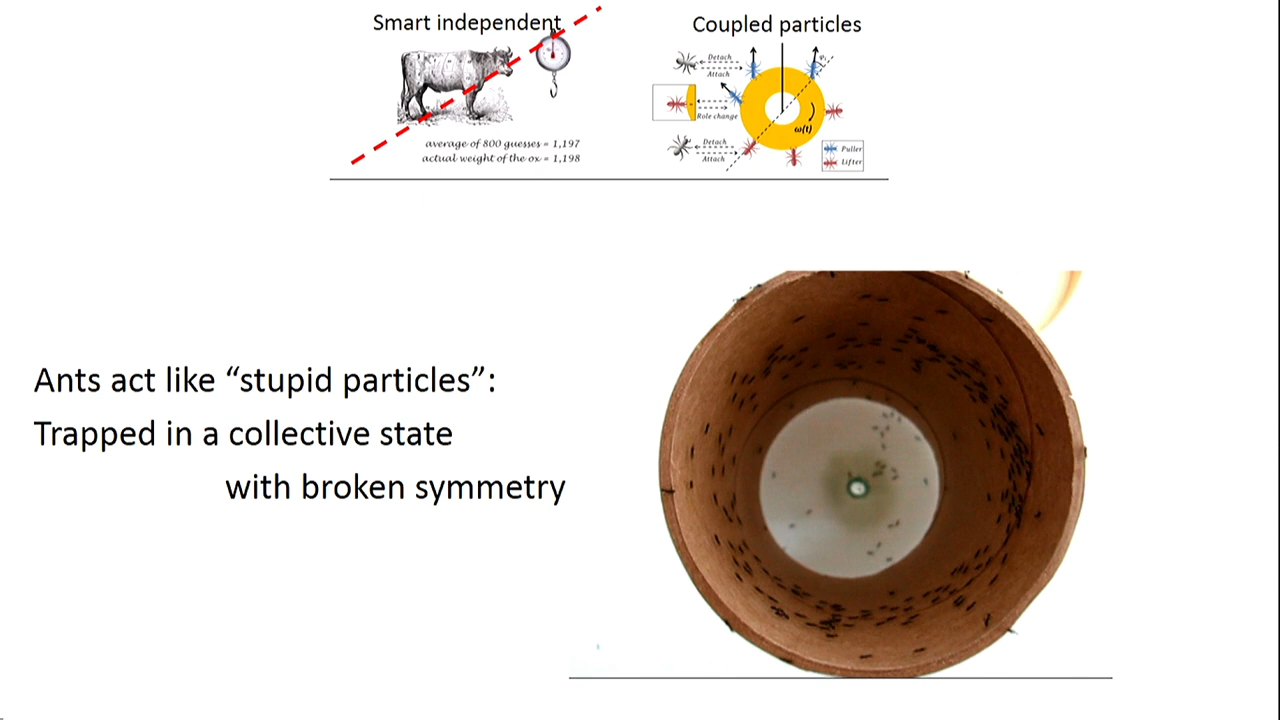 Smart independent
Coupled particles
Detach
Attach
Role change
Detach
Attach
φᵢ
ω(t)
Puller
Lifter
average of 800 guesses = 1,197
actual weight of the ox = 1,198
Ants act like “stupid particles”:
Trapped in a collective state
with broken symmetry